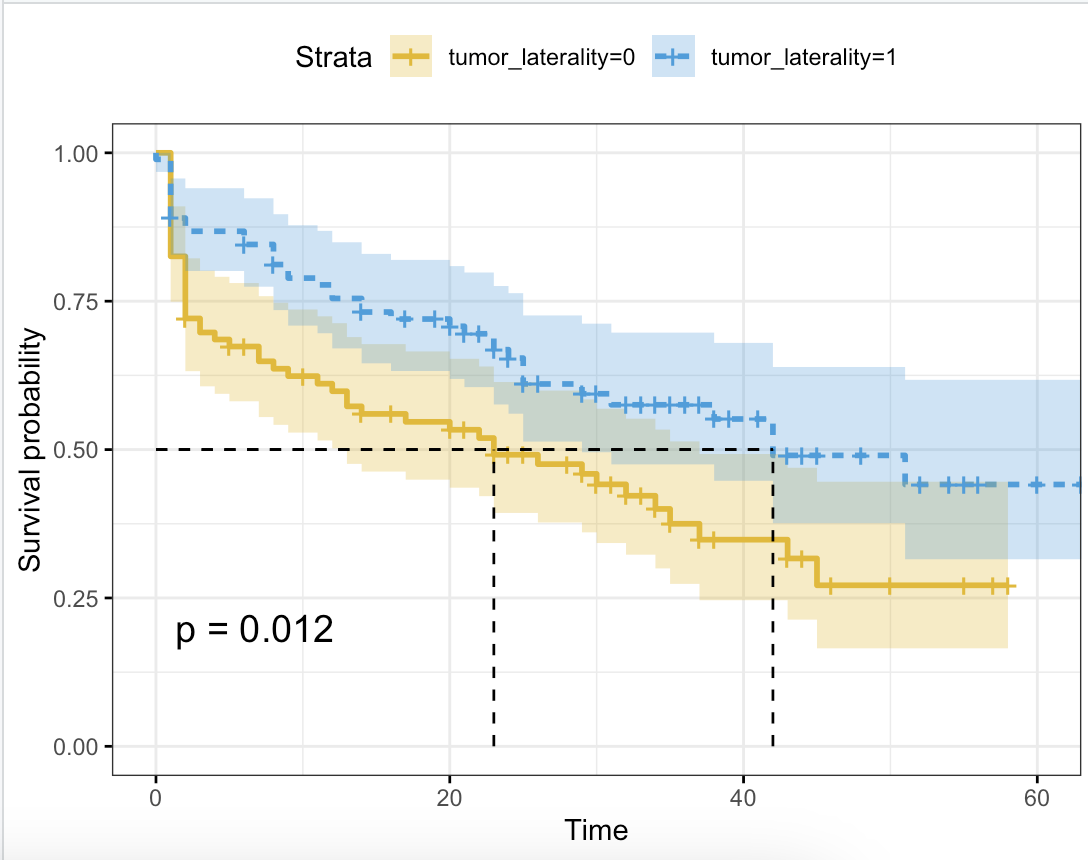 Strata tumor_laterality=0 tumor_laterality=1
1.00
0.75
0.50
0.25
0.00
Survival probability
p = 0.012
0 20 40 60
Time